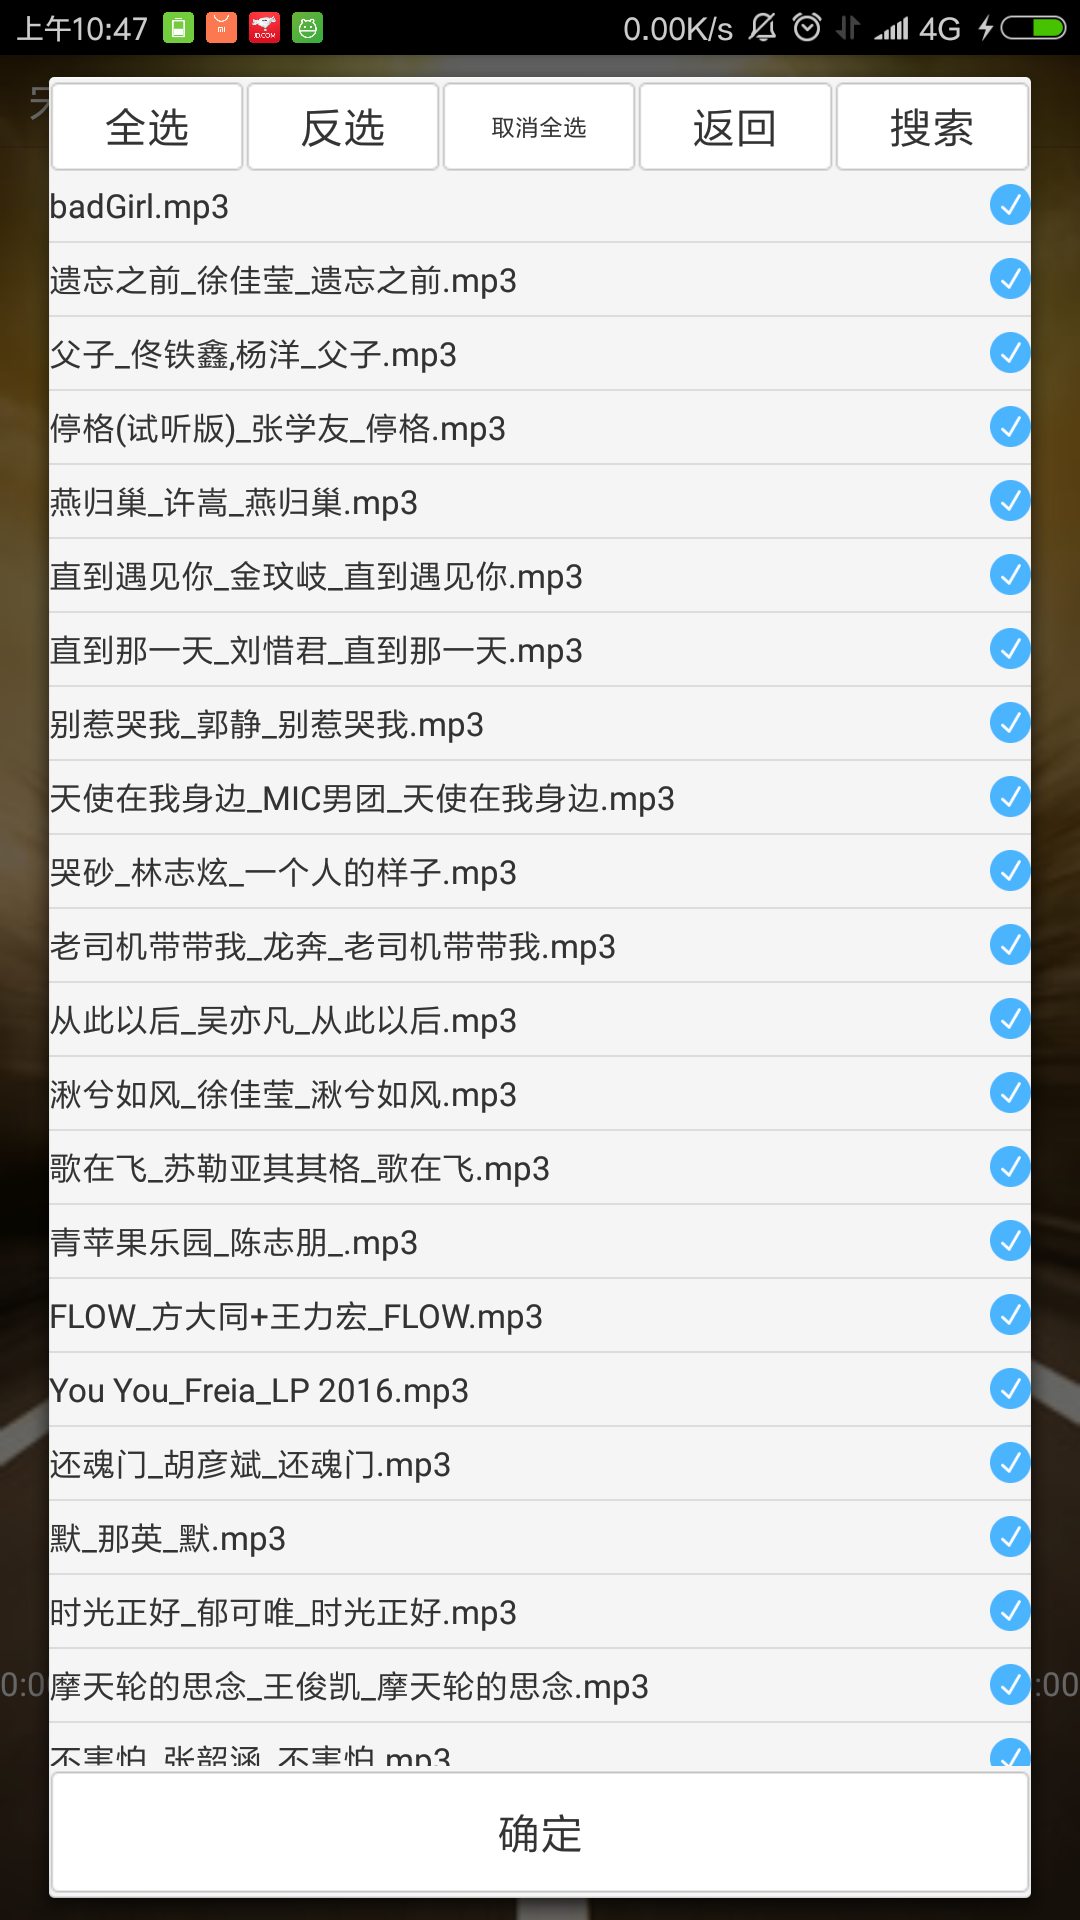 上午10:47
0.00K/s
4G
全选
反选
取消全选
返回
搜索
badGirl.mp3
遗忘之前_徐佳莹_遗忘之前.mp3
父子_佟铁鑫,杨洋_父子.mp3
停格(试听版)_张学友_停格.mp3
燕归巢_许嵩_燕归巢.mp3
直到遇见你_金玟岐_直到遇见你.mp3
直到那一天_刘惜君_直到那一天.mp3
别惹哭我_郭静_别惹哭我.mp3
天使在我身边_MIC男团_天使在我身边.mp3
哭砂_林志炫_一个人的样子.mp3
老司机带带我_龙奔_老司机带带我.mp3
从此以后_吴亦凡_从此以后.mp3
湫兮如风_徐佳莹_湫兮如风.mp3
歌在飞_苏勒亚其其格_歌在飞.mp3
青苹果乐园_陈志朋_.mp3
FLOW_方大同+王力宏_FLOW.mp3
You You_Freia_LP 2016.mp3
还魂门_胡彦斌_还魂门.mp3
默_那英_默.mp3
时光正好_郁可唯_时光正好.mp3
摩天轮的思念_王俊凯_摩天轮的思念.mp3
不害怕_张韶涵_不害怕.mp3
确定